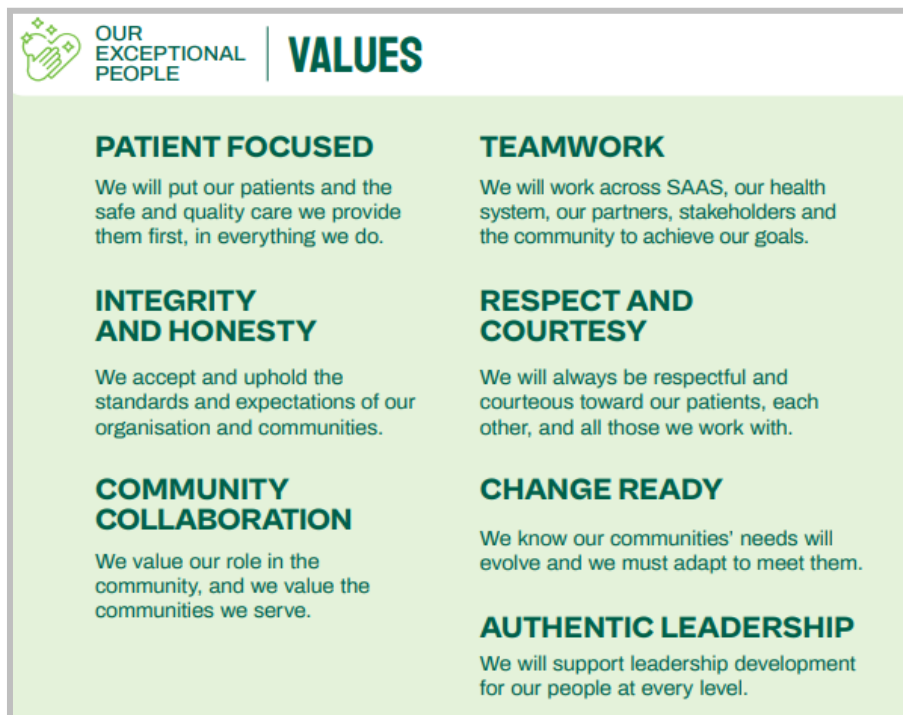 OUR
EXCEPTIONAL
PEOPLE
VALUES
PATIENT FOCUSED
We will put our patients and the
safe and quality care we provide
them first, in everything we do.
INTEGRITY
AND HONESTY
We accept and uphold the
standards and expectations of our
organisation and communities.
COMMUNITY
COLLABORATION
We value our role in the
community, and we value the
communities we serve.
TEAMWORK
We will work across SAAS, our health
system, our partners, stakeholders and
the community to achieve our goals.
RESPECT AND
COURTESY
We will always be respectful and
courteous toward our patients, each
other, and all those we work with.
CHANGE READY
We know our communities’ needs will
evolve and we must adapt to meet them.
AUTHENTIC LEADERSHIP
We will support leadership development
for our people at every level.